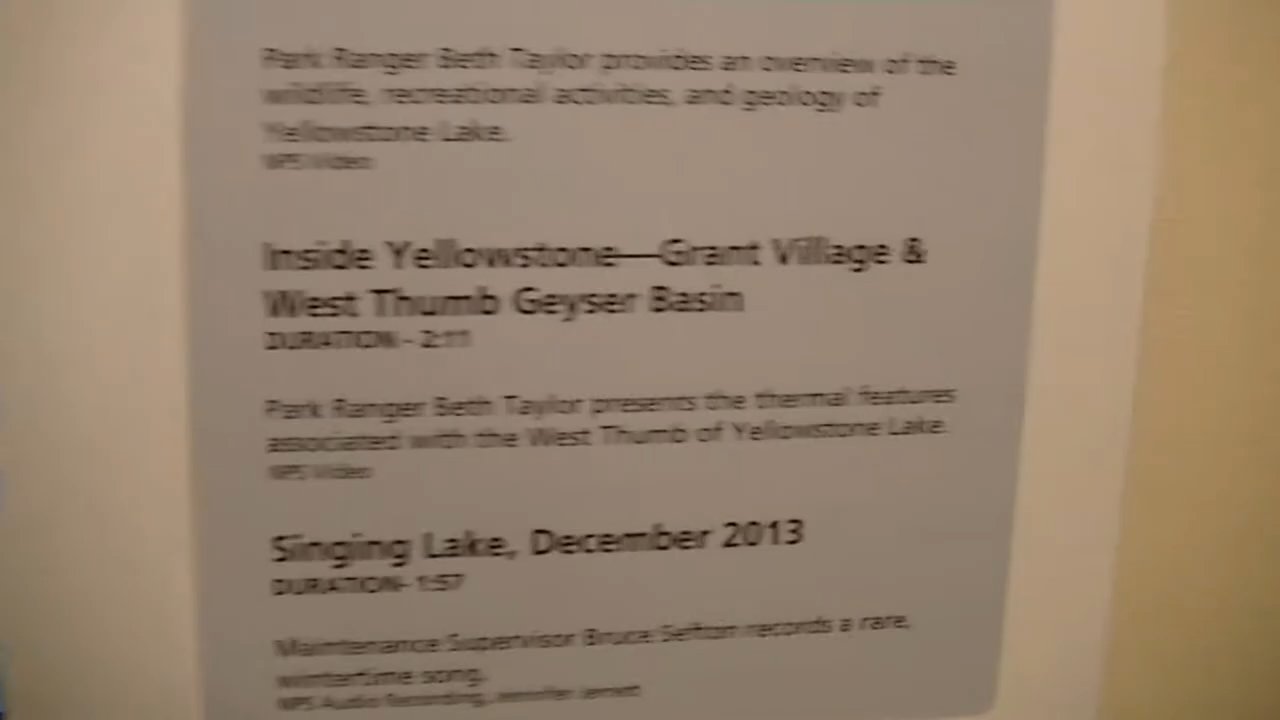 Park Ranger Beth Taylor provides an overview of the
wildlife, recreational activities, and geology of
Yellowstone Lake.
NPS Video
Inside Yellowstone—Grant Village &
West Thumb Geyser Basin
DURATION - 2:11
Park Ranger Beth Taylor presents the thermal features
associated with the West Thumb of Yellowstone Lake.
NPS Video
Singing Lake, December 2013
DURATION- 1:57
Maintenance Supervisor Bruce Sefton records a rare,
wintertime song.
NPS Audio Recording, Jennifer